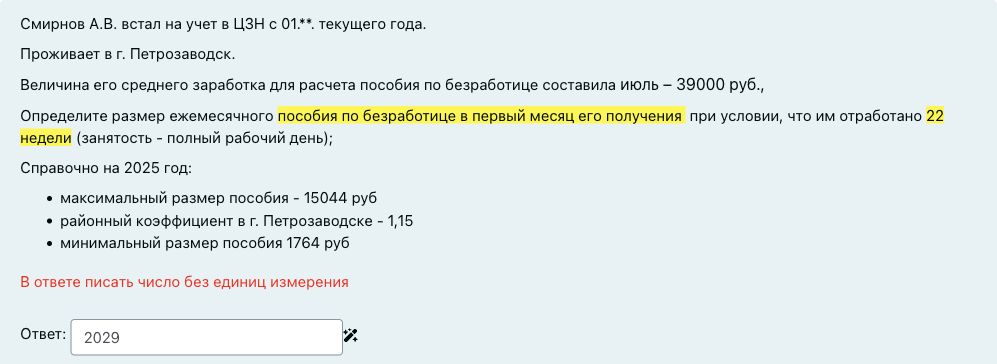 Смирнов А.В. встал на учет в ЦЗН с 01.**. текущего года.
Проживает в г. Петрозаводск.
Величина его среднего заработка для расчета пособия по безработице составила июль – 39000 руб.,
Определите размер ежемесячного пособия по безработице в первый месяц его получения при условии, что им отработано 22
недели (занятость - полный рабочий день);
Справочно на 2025 год:
• максимальный размер пособия - 15044 руб
• районный коэффициент в г. Петрозаводске - 1,15
• минимальный размер пособия 1764 руб
В ответе писать число без единиц измерения
Ответ: 2029